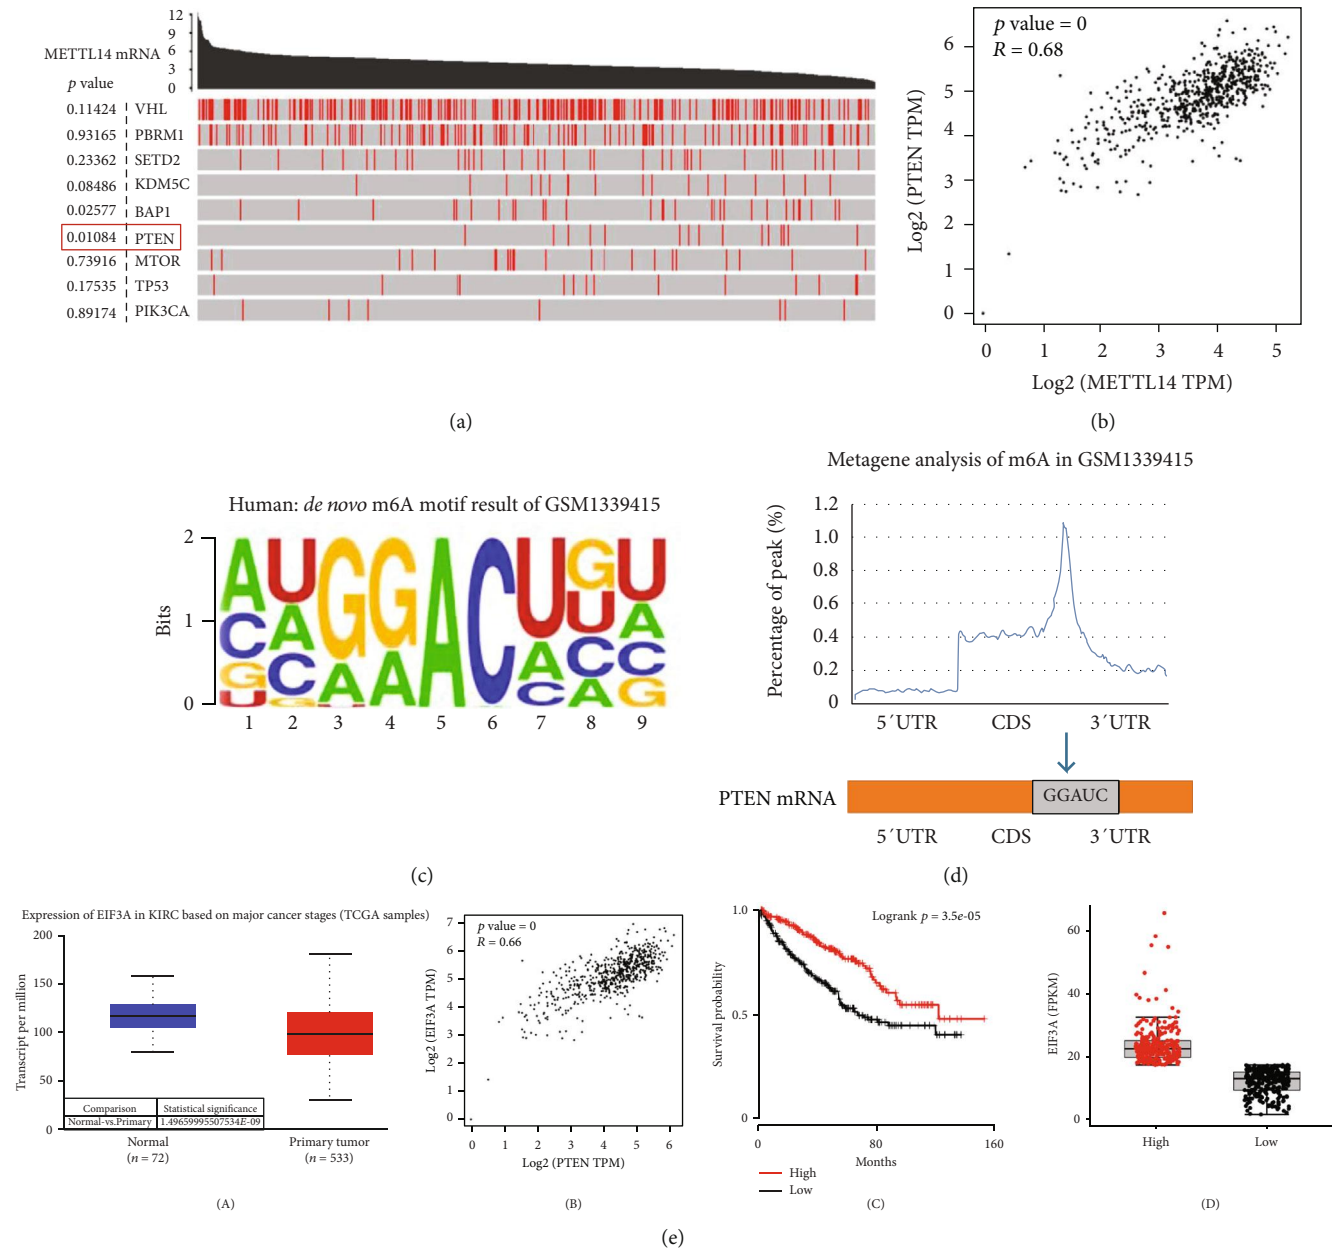 METTL14 mRNA
12
9
6
3
0
p value
0.11424 VHL
0.93165 PBRM1
0.23362 SETD2
0.08486 KDM5C
0.02577 BAP1
0.01084 PTEN
0.73916 MTOR
0.17535 TP53
0.89174 PIK3CA
(a)
p value = 0
R = 0.68
Log2 (PTEN TPM)
6
5
4
3
2
1
0
0 1 2 3 4 5
Log2 (METTL14 TPM)
(b)
Human: de novo m6A motif result of GSM1339415
Bits
2
1
0
A U G G A C U G U
C A A A A U A
G C C C C
U G C A G
1 2 3 4 5 6 7 8 9
(c)
Metagene analysis of m6A in GSM1339415
Percentage of peak (%)
1.2
1.0
0.8
0.6
0.4
0.2
0
5´UTR CDS 3´UTR
PTEN mRNA
GGAUC
5´UTR CDS 3´UTR
(d)
Expression of EIF3A in KIRC based on major cancer stages (TCGA samples)
Transcript per million
200
150
100
50
0
Comparison Statistical significance
Normal-vs.Primary 1.49659995507534E-09
Normal Primary tumor
(n = 72) (n = 533)
(A)
p value = 0
R = 0.66
Log2 (EIF3A TPM)
7
6
5
4
3
2
1
0
0 1 2 3 4 5 6
Log2 (PTEN TPM)
(B)
Logrank p = 3.5e-05
Survival probability
1.0
0.5
0
0 80 160
Months
High
Low
(C)
EIF3A (FPKM)
60
40
20
0
High Low
(D)
(e)